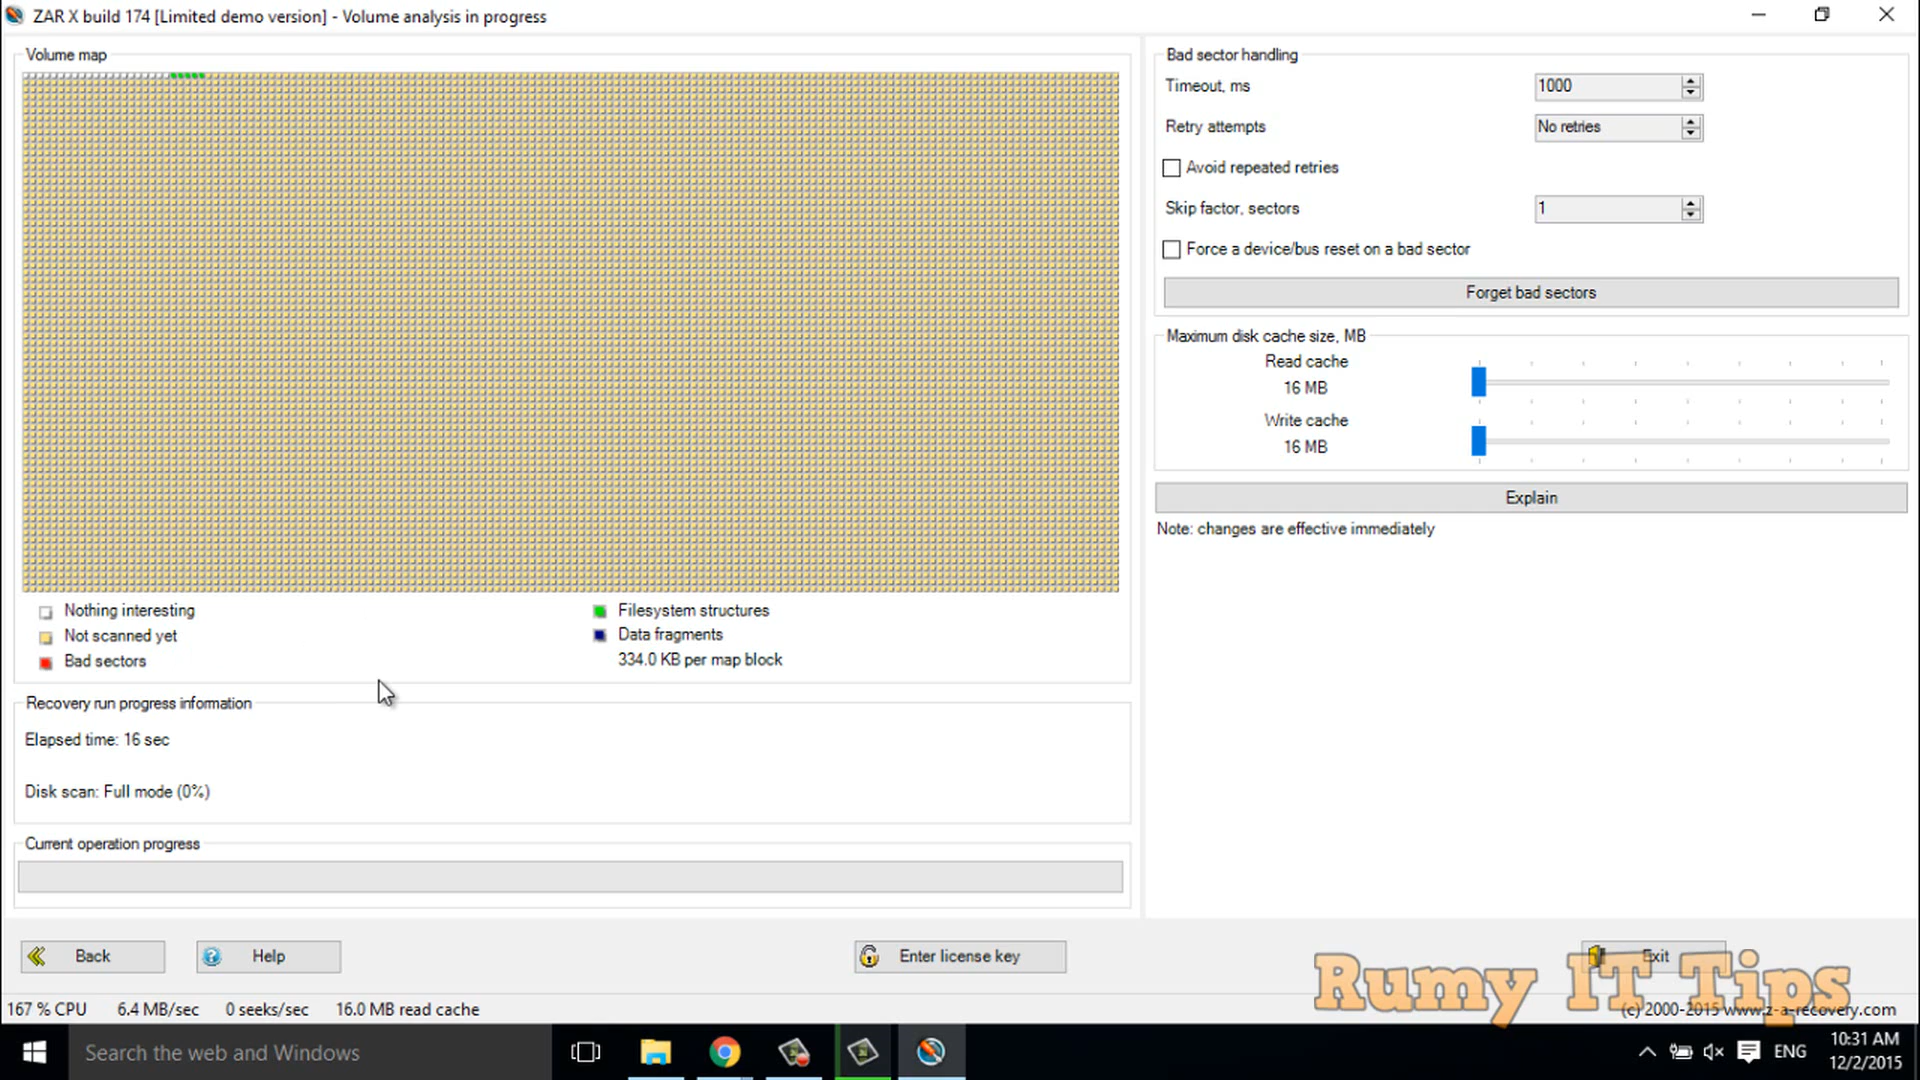 ZAR X build 174 [Limited demo version] - Volume analysis in progress
Volume map
Nothing interesting
Not scanned yet
Bad sectors
Filesystem structures
Data fragments
334.0 KB per map block
Recovery run progress information
Elapsed time: 16 sec
Disk scan: Full mode (0%)
Current operation progress
Bad sector handling
Timeout, ms
1000
Retry attempts
No retries
Avoid repeated retries
Skip factor, sectors
1
Force a device/bus reset on a bad sector
Forget bad sectors
Maximum disk cache size, MB
Read cache
16 MB
Write cache
16 MB
Explain
Note: changes are effective immediately
Back
Help
Enter license key
Exit
Rumy IT Tips
167 % CPU 6.4 MB/sec 0 seeks/sec 16.0 MB read cache
(c) 2000-2015 www.z-a-recovery.com
Search the web and Windows
ENG
10:31 AM
12/2/2015